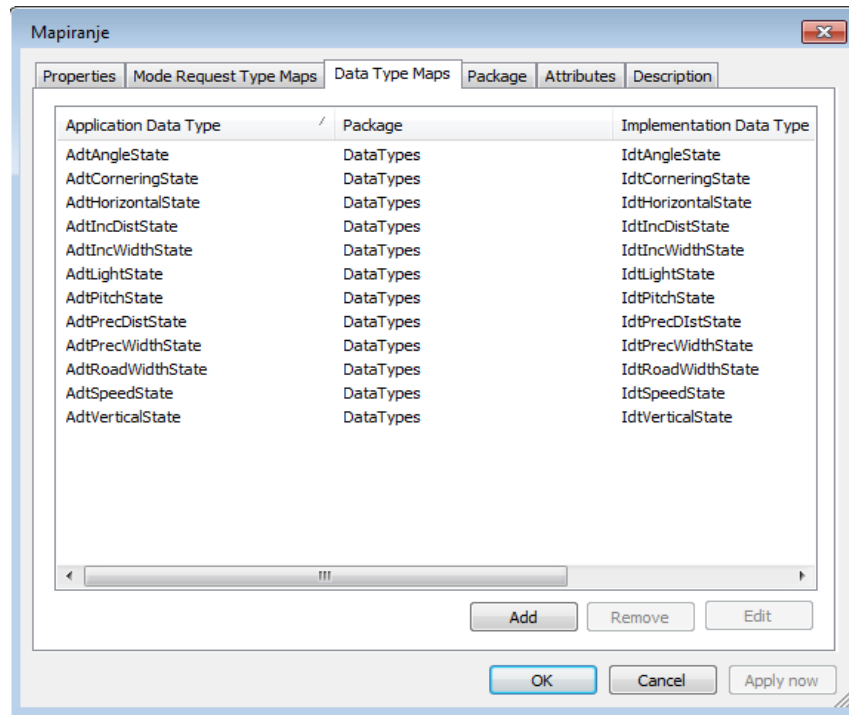 Mapiranje
Properties Mode Request Type Maps Data Type Maps Package Attributes Description
Application Data Type Package Implementation Data Type
AdtAngleState DataTypes IdtAngleState
AdtCorneringState DataTypes IdtCorneringState
AdtHorizontalState DataTypes IdtHorizontalState
AdtIncDistState DataTypes IdtIncDistState
AdtIncWidthState DataTypes IdtIncWidthState
AdtLightState DataTypes IdtLightState
AdtPitchState DataTypes IdtPitchState
AdtPrecDistState DataTypes IdtPrecDIstState
AdtPrecWidthState DataTypes IdtPrecWidthState
AdtRoadWidthState DataTypes IdtRoadWidthState
AdtSpeedState DataTypes IdtSpeedState
AdtVerticalState DataTypes IdtVerticalState
Add Remove Edit
OK Cancel Apply now